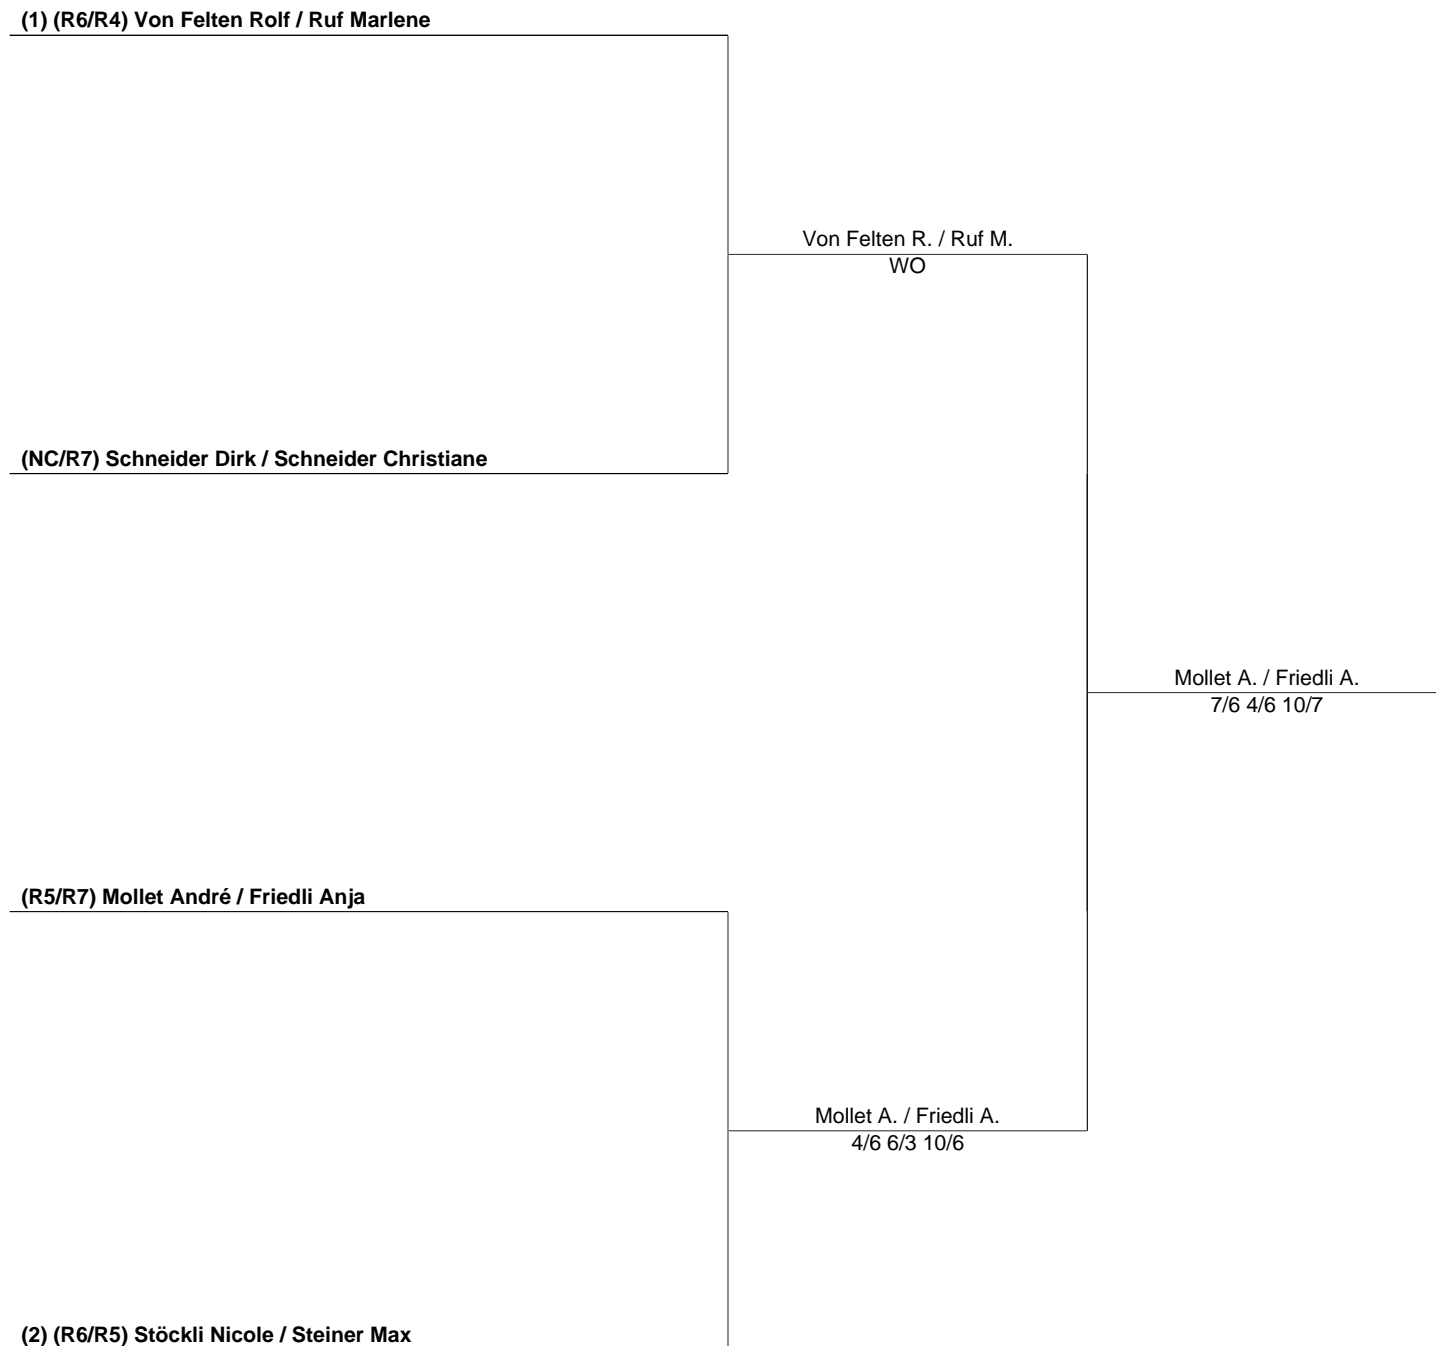 (1) (R6/R4) Von Felten Rolf / Ruf Marlene
Von Felten R. / Ruf M.
WO
(NC/R7) Schneider Dirk / Schneider Christiane
Mollet A. / Friedli A.
7/6 4/6 10/7
(R5/R7) Mollet André / Friedli Anja
Mollet A. / Friedli A.
4/6 6/3 10/6
(2) (R6/R5) Stöckli Nicole / Steiner Max